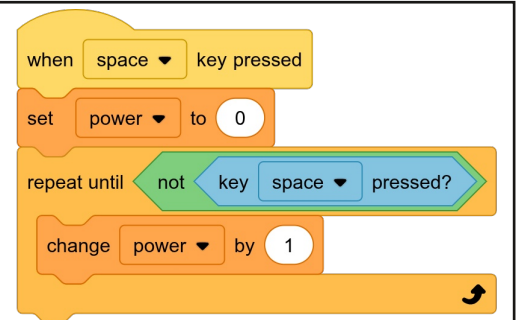 when space key pressed
set power to 0
repeat until not key space pressed?
change power by 1